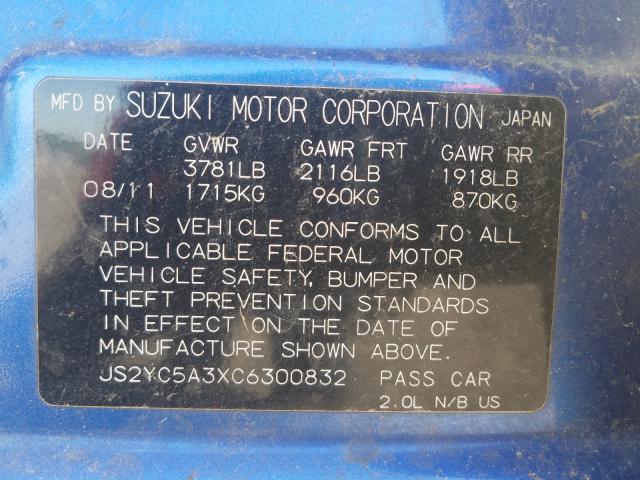 MFD BY SUZUKI MOTOR CORPORATION JAPAN
DATE GVWR GAWR FRT GAWR RR
3781LB 2116LB 1918LB
08/11 1715KG 960KG 870KG
THIS VEHICLE CONFORMS TO ALL
APPLICABLE FEDERAL MOTOR
VEHICLE SAFETY, BUMPER AND
THEFT PREVENTION STANDARDS
IN EFFECT ON THE DATE OF
MANUFACTURE SHOWN ABOVE.
JS2YC5A3XC6300832 PASS CAR
2.0L N/B US